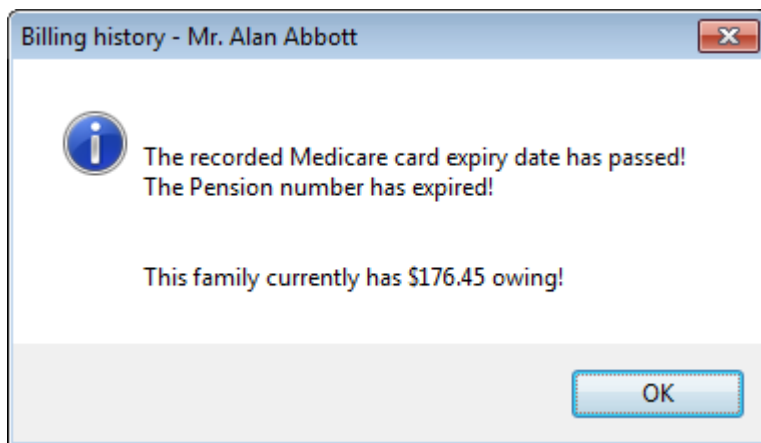 Billing history - Mr. Alan Abbott
The recorded Medicare card expiry date has passed!
The Pension number has expired!
This family currently has $176.45 owing!
OK